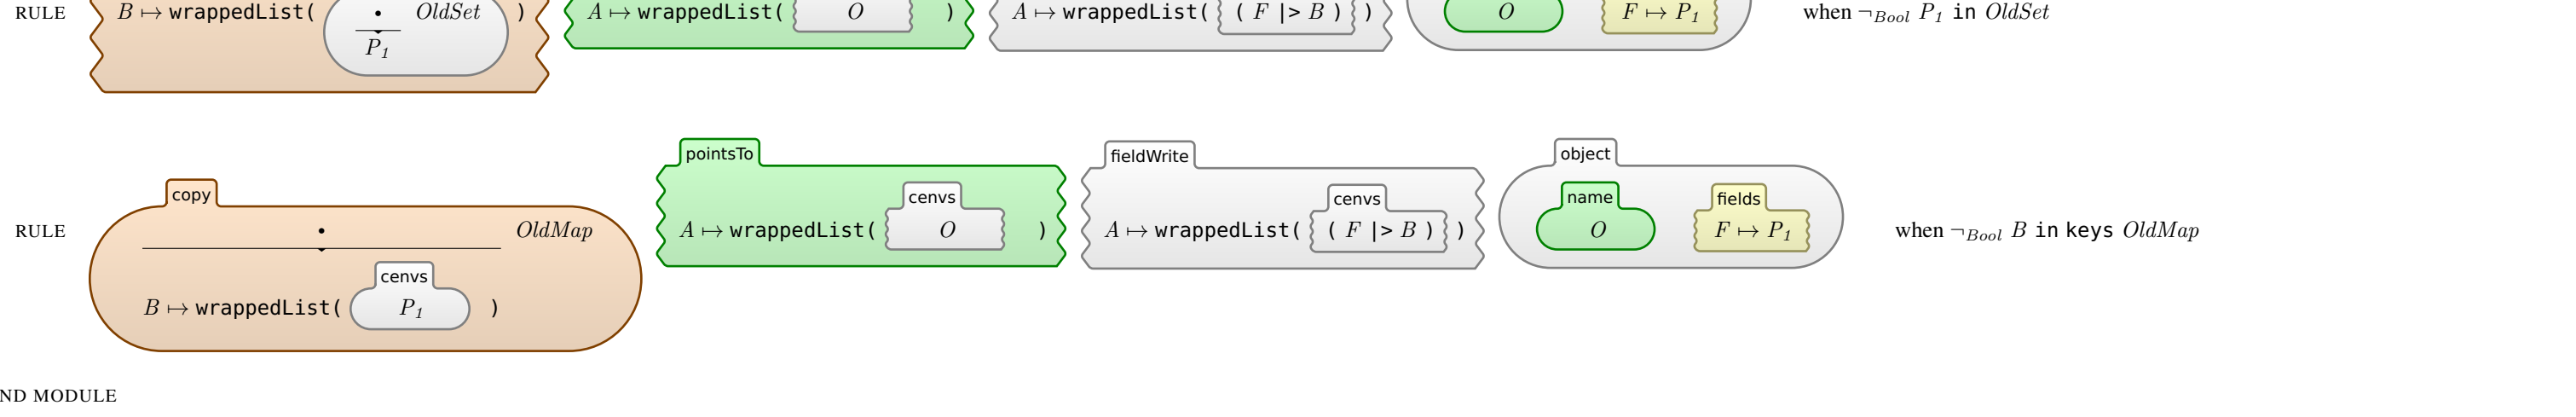 RULE B ↦ wrappedList( • OldSet ) A ↦ wrappedList( O ) A ↦ wrappedList( ( F |> B ) ) O F ↦ P1 when ¬Bool P1 in OldSet
P1
pointsTo fieldWrite object
copy cenvs cenvs name fields
RULE • OldMap A ↦ wrappedList( O ) A ↦ wrappedList( ( F |> B ) ) O F ↦ P1 when ¬Bool B in keys OldMap
cenvs
B ↦ wrappedList( P1 )
ND MODULE